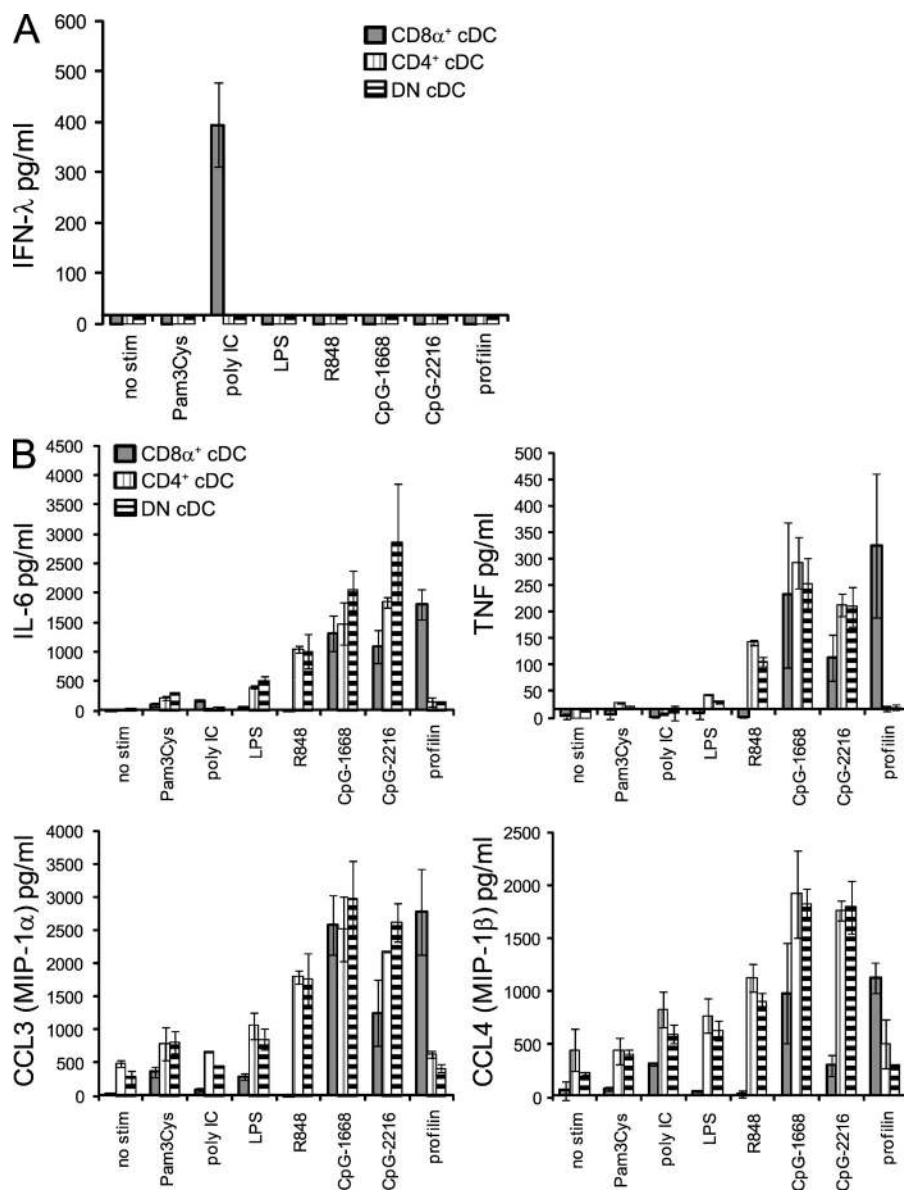 A
IFN-λ pg/ml
600
500
400
300
200
100
0
CD8α⁺ cDC
CD4⁺ cDC
DN cDC
no stim
Pam3Cys
poly IC
LPS
R848
CpG-1668
CpG-2216
profilin
B
IL-6 pg/ml
4500
4000
3500
3000
2500
2000
1500
1000
500
0
CD8α⁺ cDC
CD4⁺ cDC
DN cDC
no stim
Pam3Cys
poly IC
LPS
R848
CpG-1668
CpG-2216
profilin
TNF pg/ml
500
450
400
350
300
250
200
150
100
50
0
no stim
Pam3Cys
poly IC
LPS
R848
CpG-1668
CpG-2216
profilin
CCL3 (MIP-1α) pg/ml
4000
3500
3000
2500
2000
1500
1000
500
0
no stim
Pam3Cys
poly IC
LPS
R848
CpG-1668
CpG-2216
profilin
CCL4 (MIP-1β) pg/ml
2500
2000
1500
1000
500
0
no stim
Pam3Cys
poly IC
LPS
R848
CpG-1668
CpG-2216
profilin